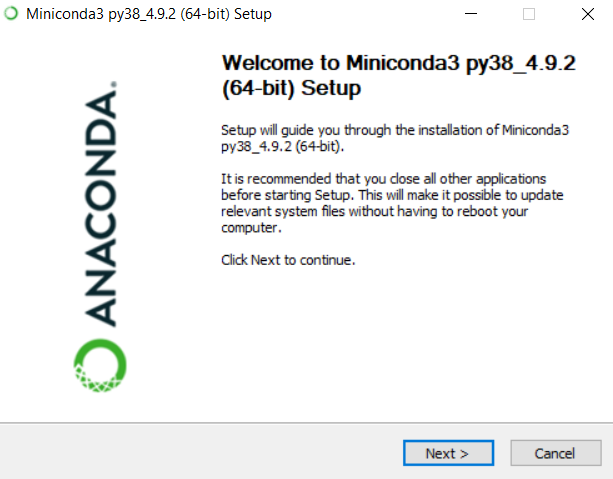 Miniconda3 py38_4.9.2 (64-bit) Setup
Welcome to Miniconda3 py38_4.9.2
(64-bit) Setup
Setup will guide you through the installation of Miniconda3
py38_4.9.2 (64-bit).
It is recommended that you close all other applications
before starting Setup. This will make it possible to update
relevant system files without having to reboot your
computer.
Click Next to continue.
ANACONDA.
Next >
Cancel